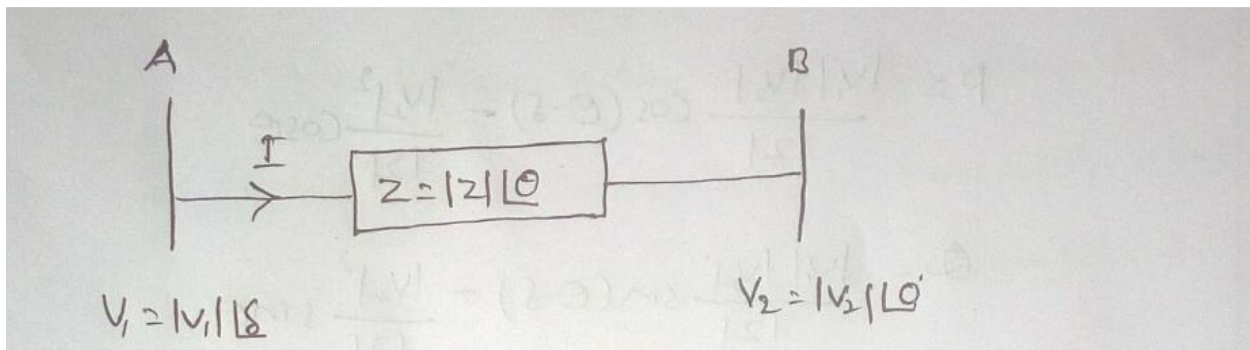 A
B
I
Z = |Z| ∠θ
V₁ = |V₁| ∠δ
V₂ = |V₂| ∠0°